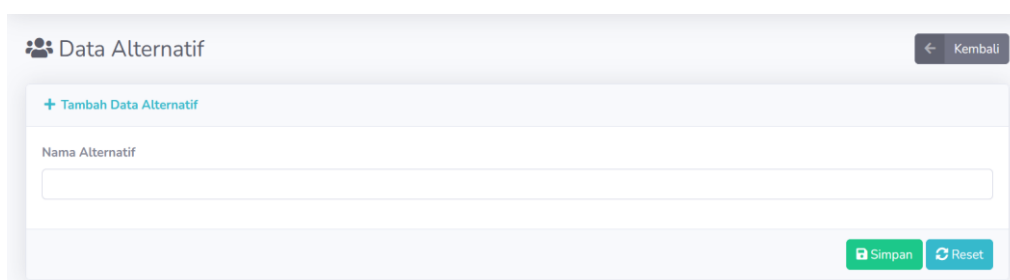 Data Alternatif
Kembali
Tambah Data Alternatif
Nama Alternatif
Simpan
Reset